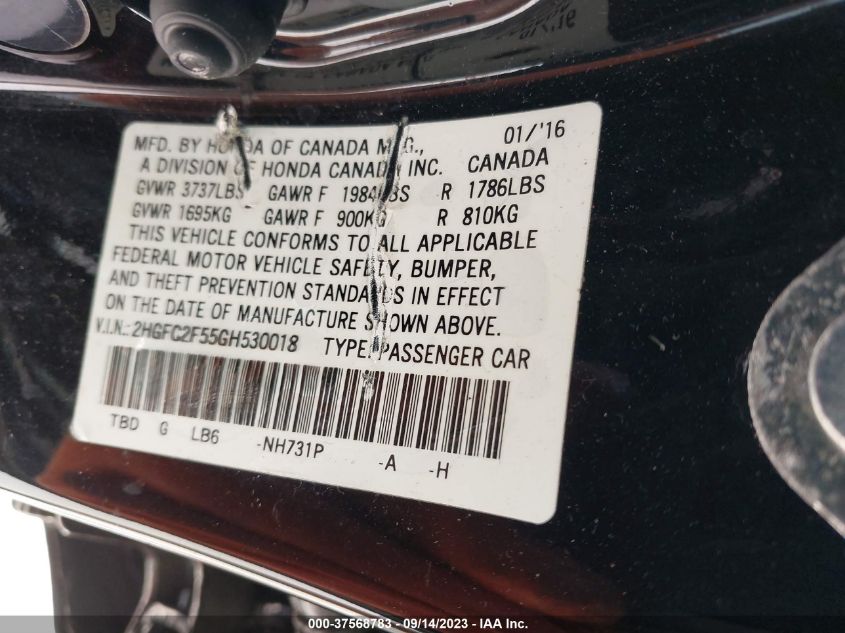 01/'16
MFD. BY HONDA OF CANADA MFG.,
A DIVISION OF HONDA CANADA INC. CANADA
GVWR 3737LBS GAWR F 1984LBS R 1786LBS
GVWR 1695KG GAWR F 900KG R 810KG
THIS VEHICLE CONFORMS TO ALL APPLICABLE
FEDERAL MOTOR VEHICLE SAFETY, BUMPER,
AND THEFT PREVENTION STANDARDS IN EFFECT
ON THE DATE OF MANUFACTURE SHOWN ABOVE.
V.I.N.: 2HGFC2F55GH530018 TYPE: PASSENGER CAR
TBD G LB6 -NH731P -A -H
000-37568783 - 09/14/2023 - IAA Inc.